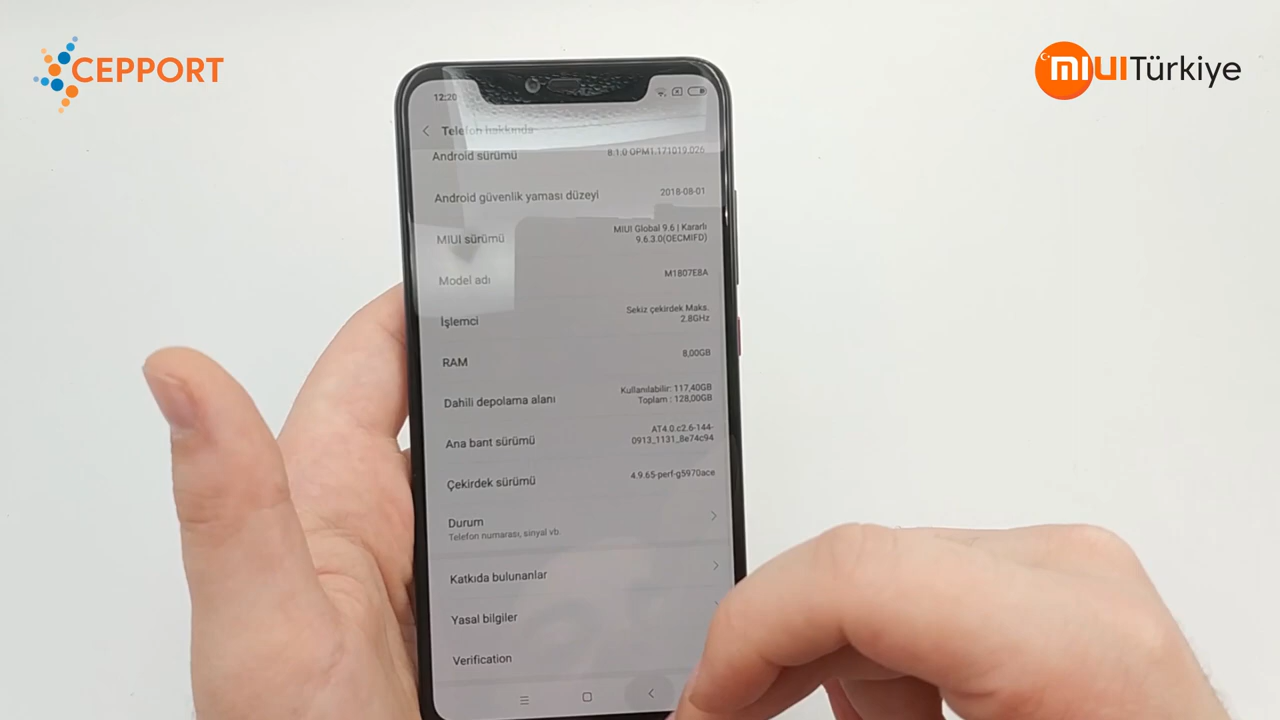 CEPPORT
MIUI Türkiye
12:20
Telefon hakkında
Android sürümü
8.1.0 OPM1.171019.026
Android güvenlik yaması düzeyi
2018-08-01
MIUI sürümü
MIUI Global 9.6 | Kararlı
9.6.3.0(OECMIFD)
Model adı
M1807E8A
İşlemci
Sekiz çekirdek Maks.
2.8GHz
RAM
8,00GB
Dahili depolama alanı
Kullanılabilir: 117,40GB
Toplam : 128,00GB
Ana bant sürümü
AT4.0.c2.6-144-
0913_1131_8e74c94
Çekirdek sürümü
4.9.65-perf-g5970ace
Durum
Telefon numarası, sinyal vb.
Katkıda bulunanlar
Yasal bilgiler
Verification